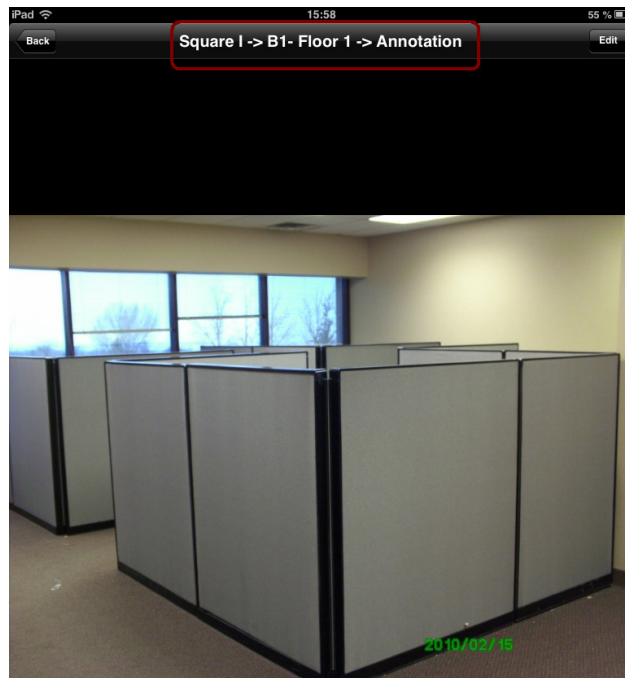 iPad 15:58 55 %
Back Square I -> B1- Floor 1 -> Annotation Edit
2010/02/15